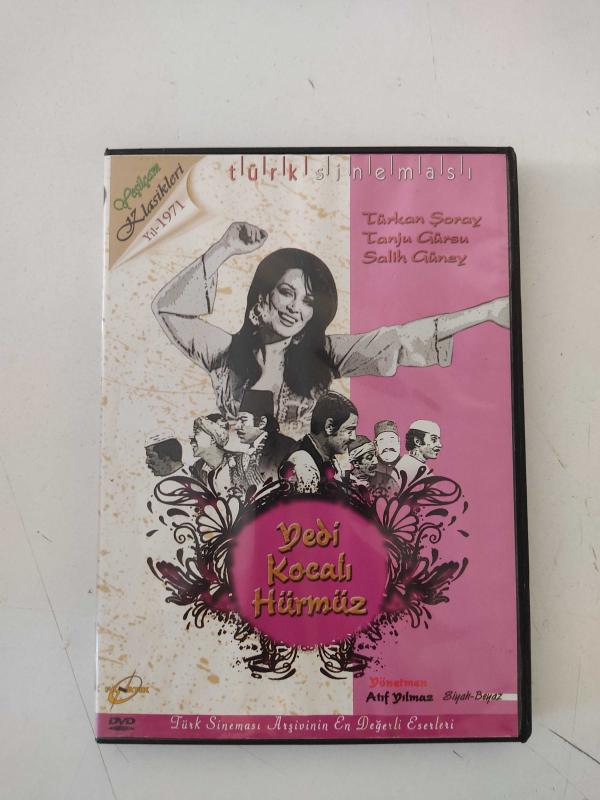 türk sineması
Yeşilçam
Klasikleri
Yıl-1971
Türkan Şoray
Tanju Gürsu
Salih Güney
Yedi
Kocalı
Hürmüz
Yönetmen
Atıf Yılmaz
Siyah-Beyaz
DVD
Türk Sineması Arşivinin En Değerli Eserleri